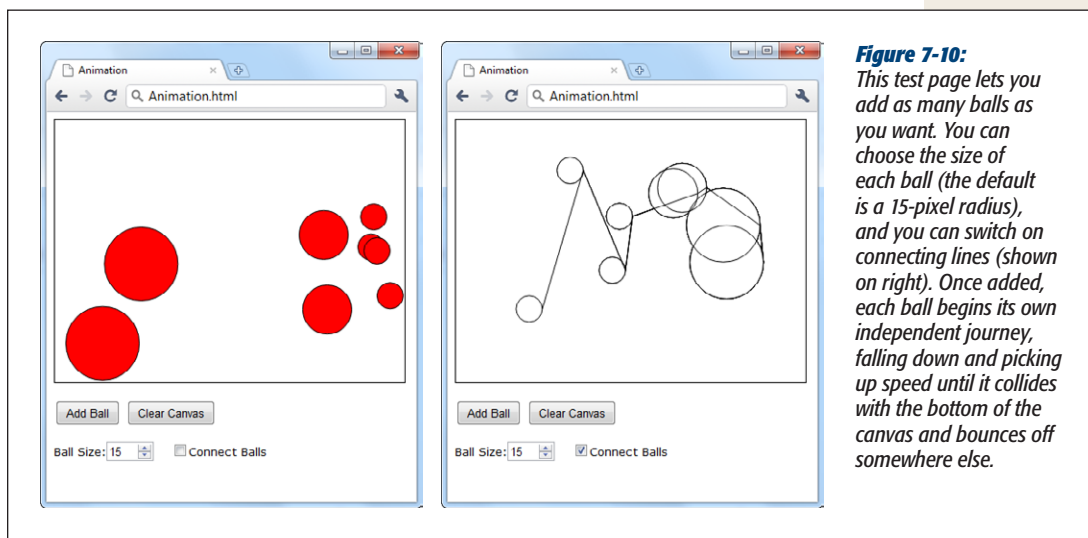 Animation
Animation.html
Add Ball
Clear Canvas
Ball Size: 15
Connect Balls
Animation
Animation.html
Add Ball
Clear Canvas
Ball Size: 15
Connect Balls
Figure 7-10:
This test page lets you
add as many balls as
you want. You can
choose the size of
each ball (the default
is a 15-pixel radius),
and you can switch on
connecting lines (shown
on right). Once added,
each ball begins its own
independent journey,
falling down and picking
up speed until it collides
with the bottom of the
canvas and bounces off
somewhere else.